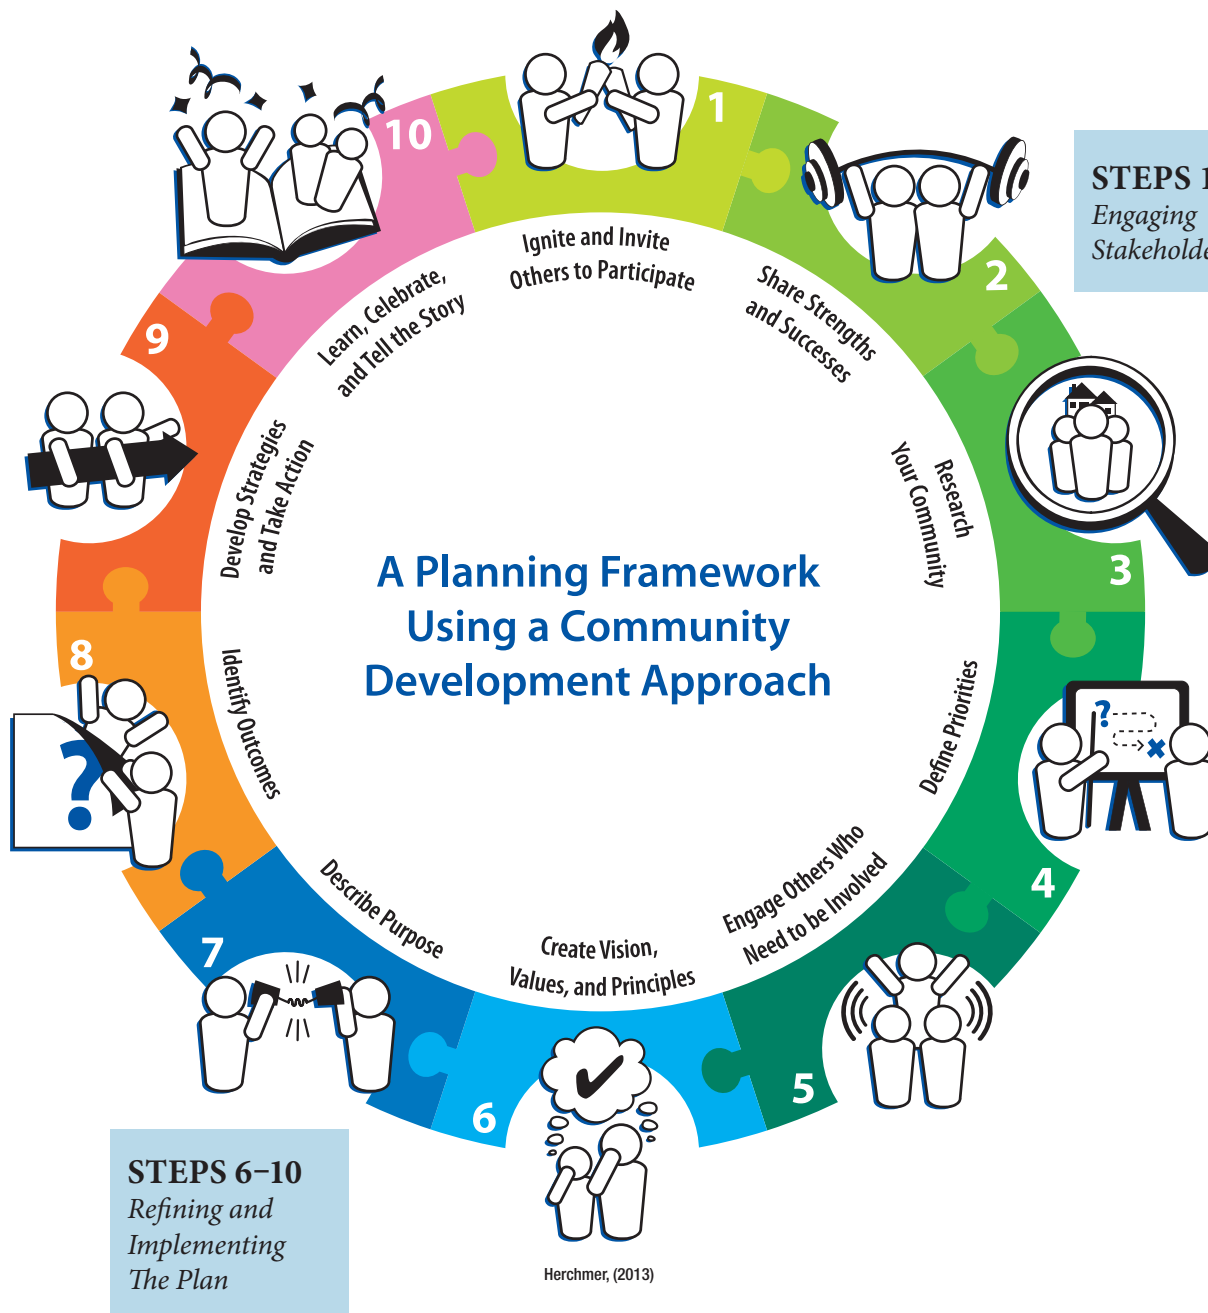 1
Ignite and Invite
Others to Participate
2
Share Strengths
and Successes
STEPS 1
Engaging
Stakeholde
3
Research
Your Community
4
Define Priorities
?
5
Engage Others Who
Need to be Involved
6
Create Vision,
Values, and Principles
7
Describe Purpose
8
Identify Outcomes
?
9
Develop Strategies
and Take Action
10
Learn, Celebrate,
and Tell the Story
A Planning Framework
Using a Community
Development Approach
STEPS 6–10
Refining and
Implementing
The Plan
Herchmer, (2013)